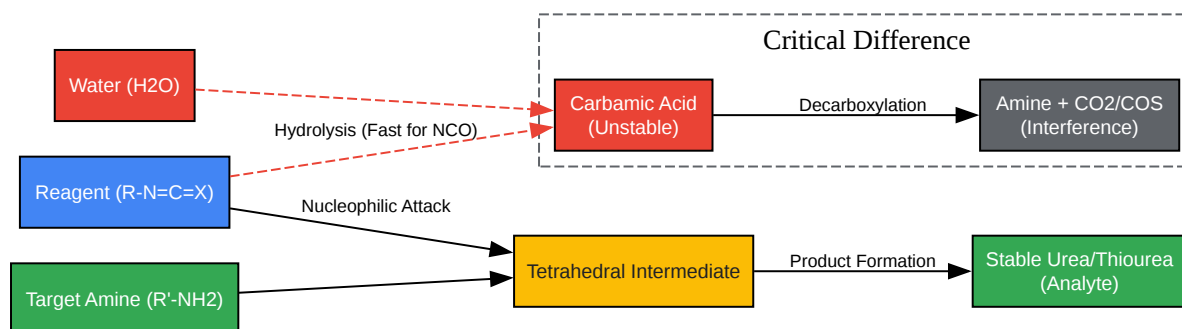 Critical Difference
Water (H2O)
Carbamic Acid
(Unstable)
Decarboxylation
Amine + CO2/COS
(Interference)
Hydrolysis (Fast for NCO)
Reagent (R-N=C=X)
Nucleophilic Attack
Tetrahedral Intermediate
Product Formation
Stable Urea/Thiourea
(Analyte)
Target Amine (R'-NH2)